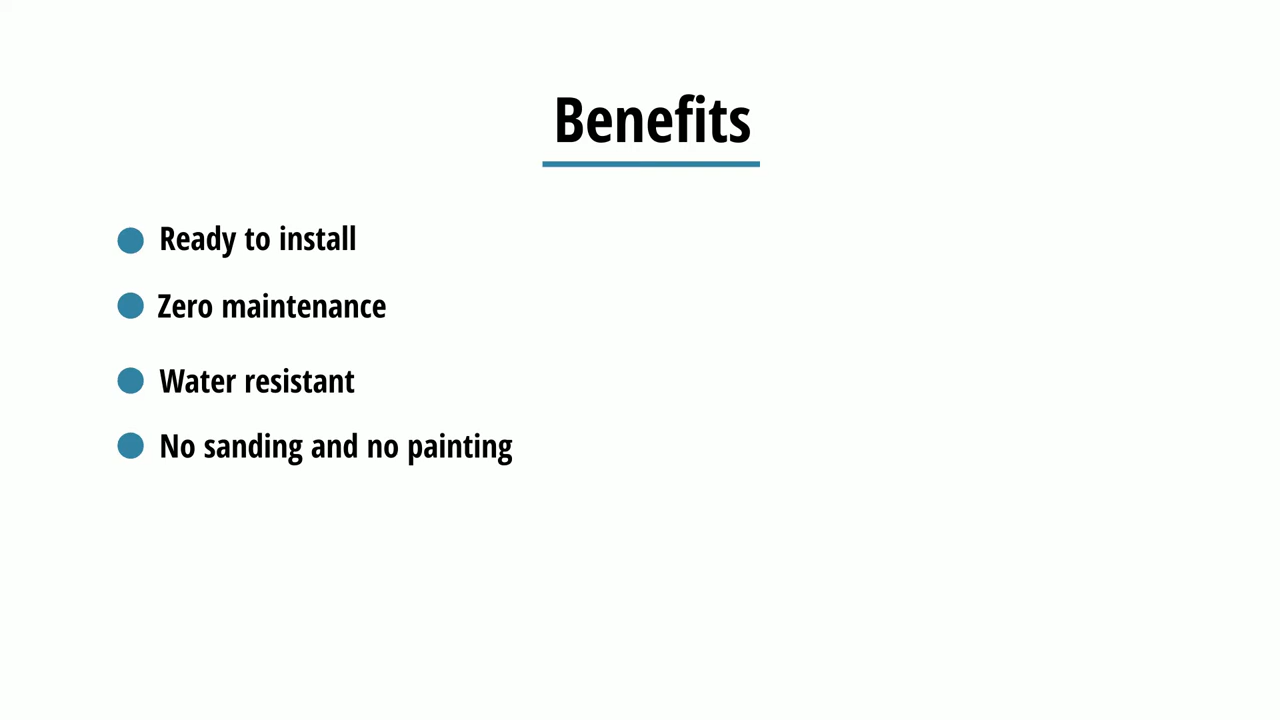 Benefits
Ready to install
Zero maintenance
Water resistant
No sanding and no painting